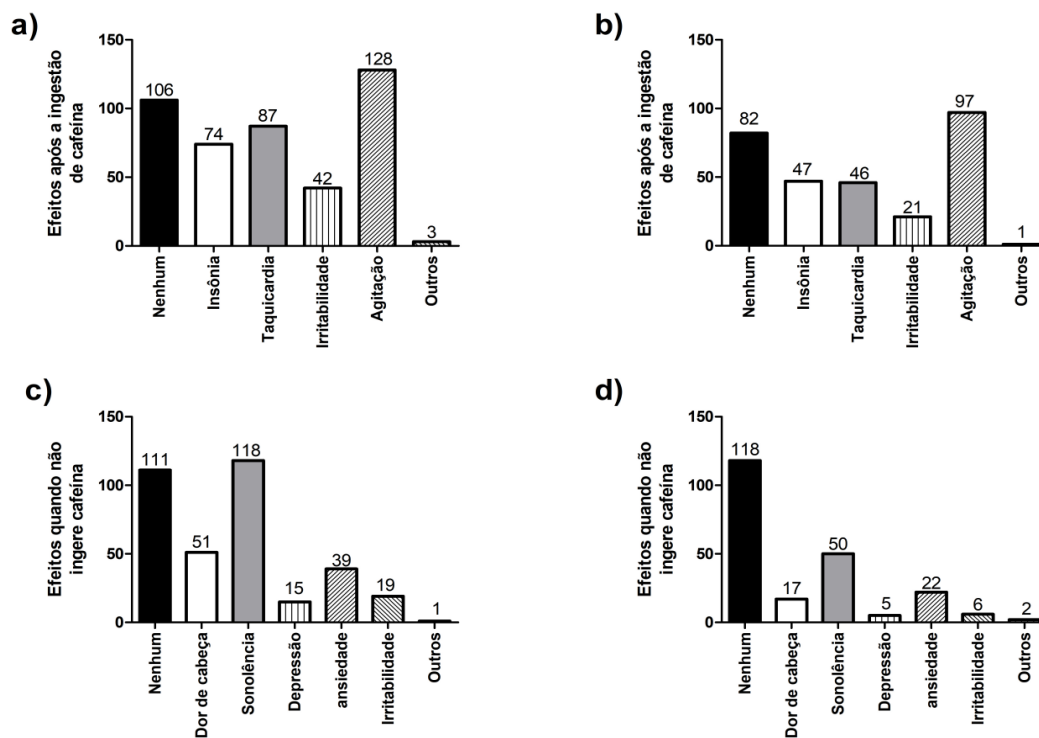 a)
Efeitos após a ingestão
de cafeína
150
100
50
0
106
74
87
42
128
3
Nenhum
Insônia
Taquicardia
Irritabilidade
Agitação
Outros
b)
Efeitos após a ingestão
de cafeína
150
100
50
0
82
47
46
21
97
1
Nenhum
Insônia
Taquicardia
Irritabilidade
Agitação
Outros
c)
Efeitos quando não
ingere cafeína
150
100
50
0
111
51
118
15
39
19
1
Nenhum
Dor de cabeça
Sonolência
Depressão
ansiedade
Irritabilidade
Outros
d)
Efeitos quando não
ingere cafeína
150
100
50
0
118
17
50
5
22
6
2
Nenhum
Dor de cabeça
Sonolência
Depressão
ansiedade
Irritabilidade
Outros